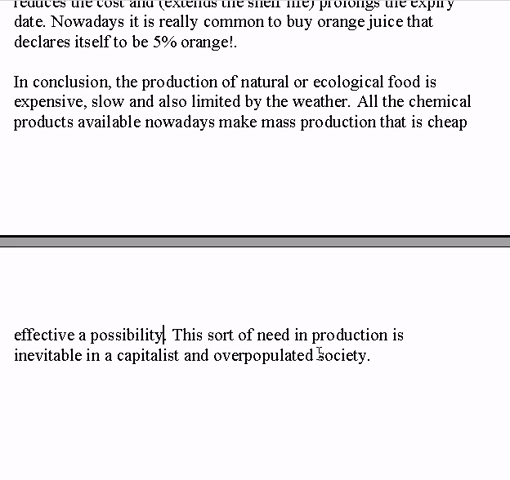 reduces the cost and (extends the shelf life) prolongs the expiry
date. Nowadays it is really common to buy orange juice that
declares itself to be 5% orange!.
In conclusion, the production of natural or ecological food is
expensive, slow and also limited by the weather. All the chemical
products available nowadays make mass production that is cheap
effective a possibility. This sort of need in production is
inevitable in a capitalist and overpopulated society.